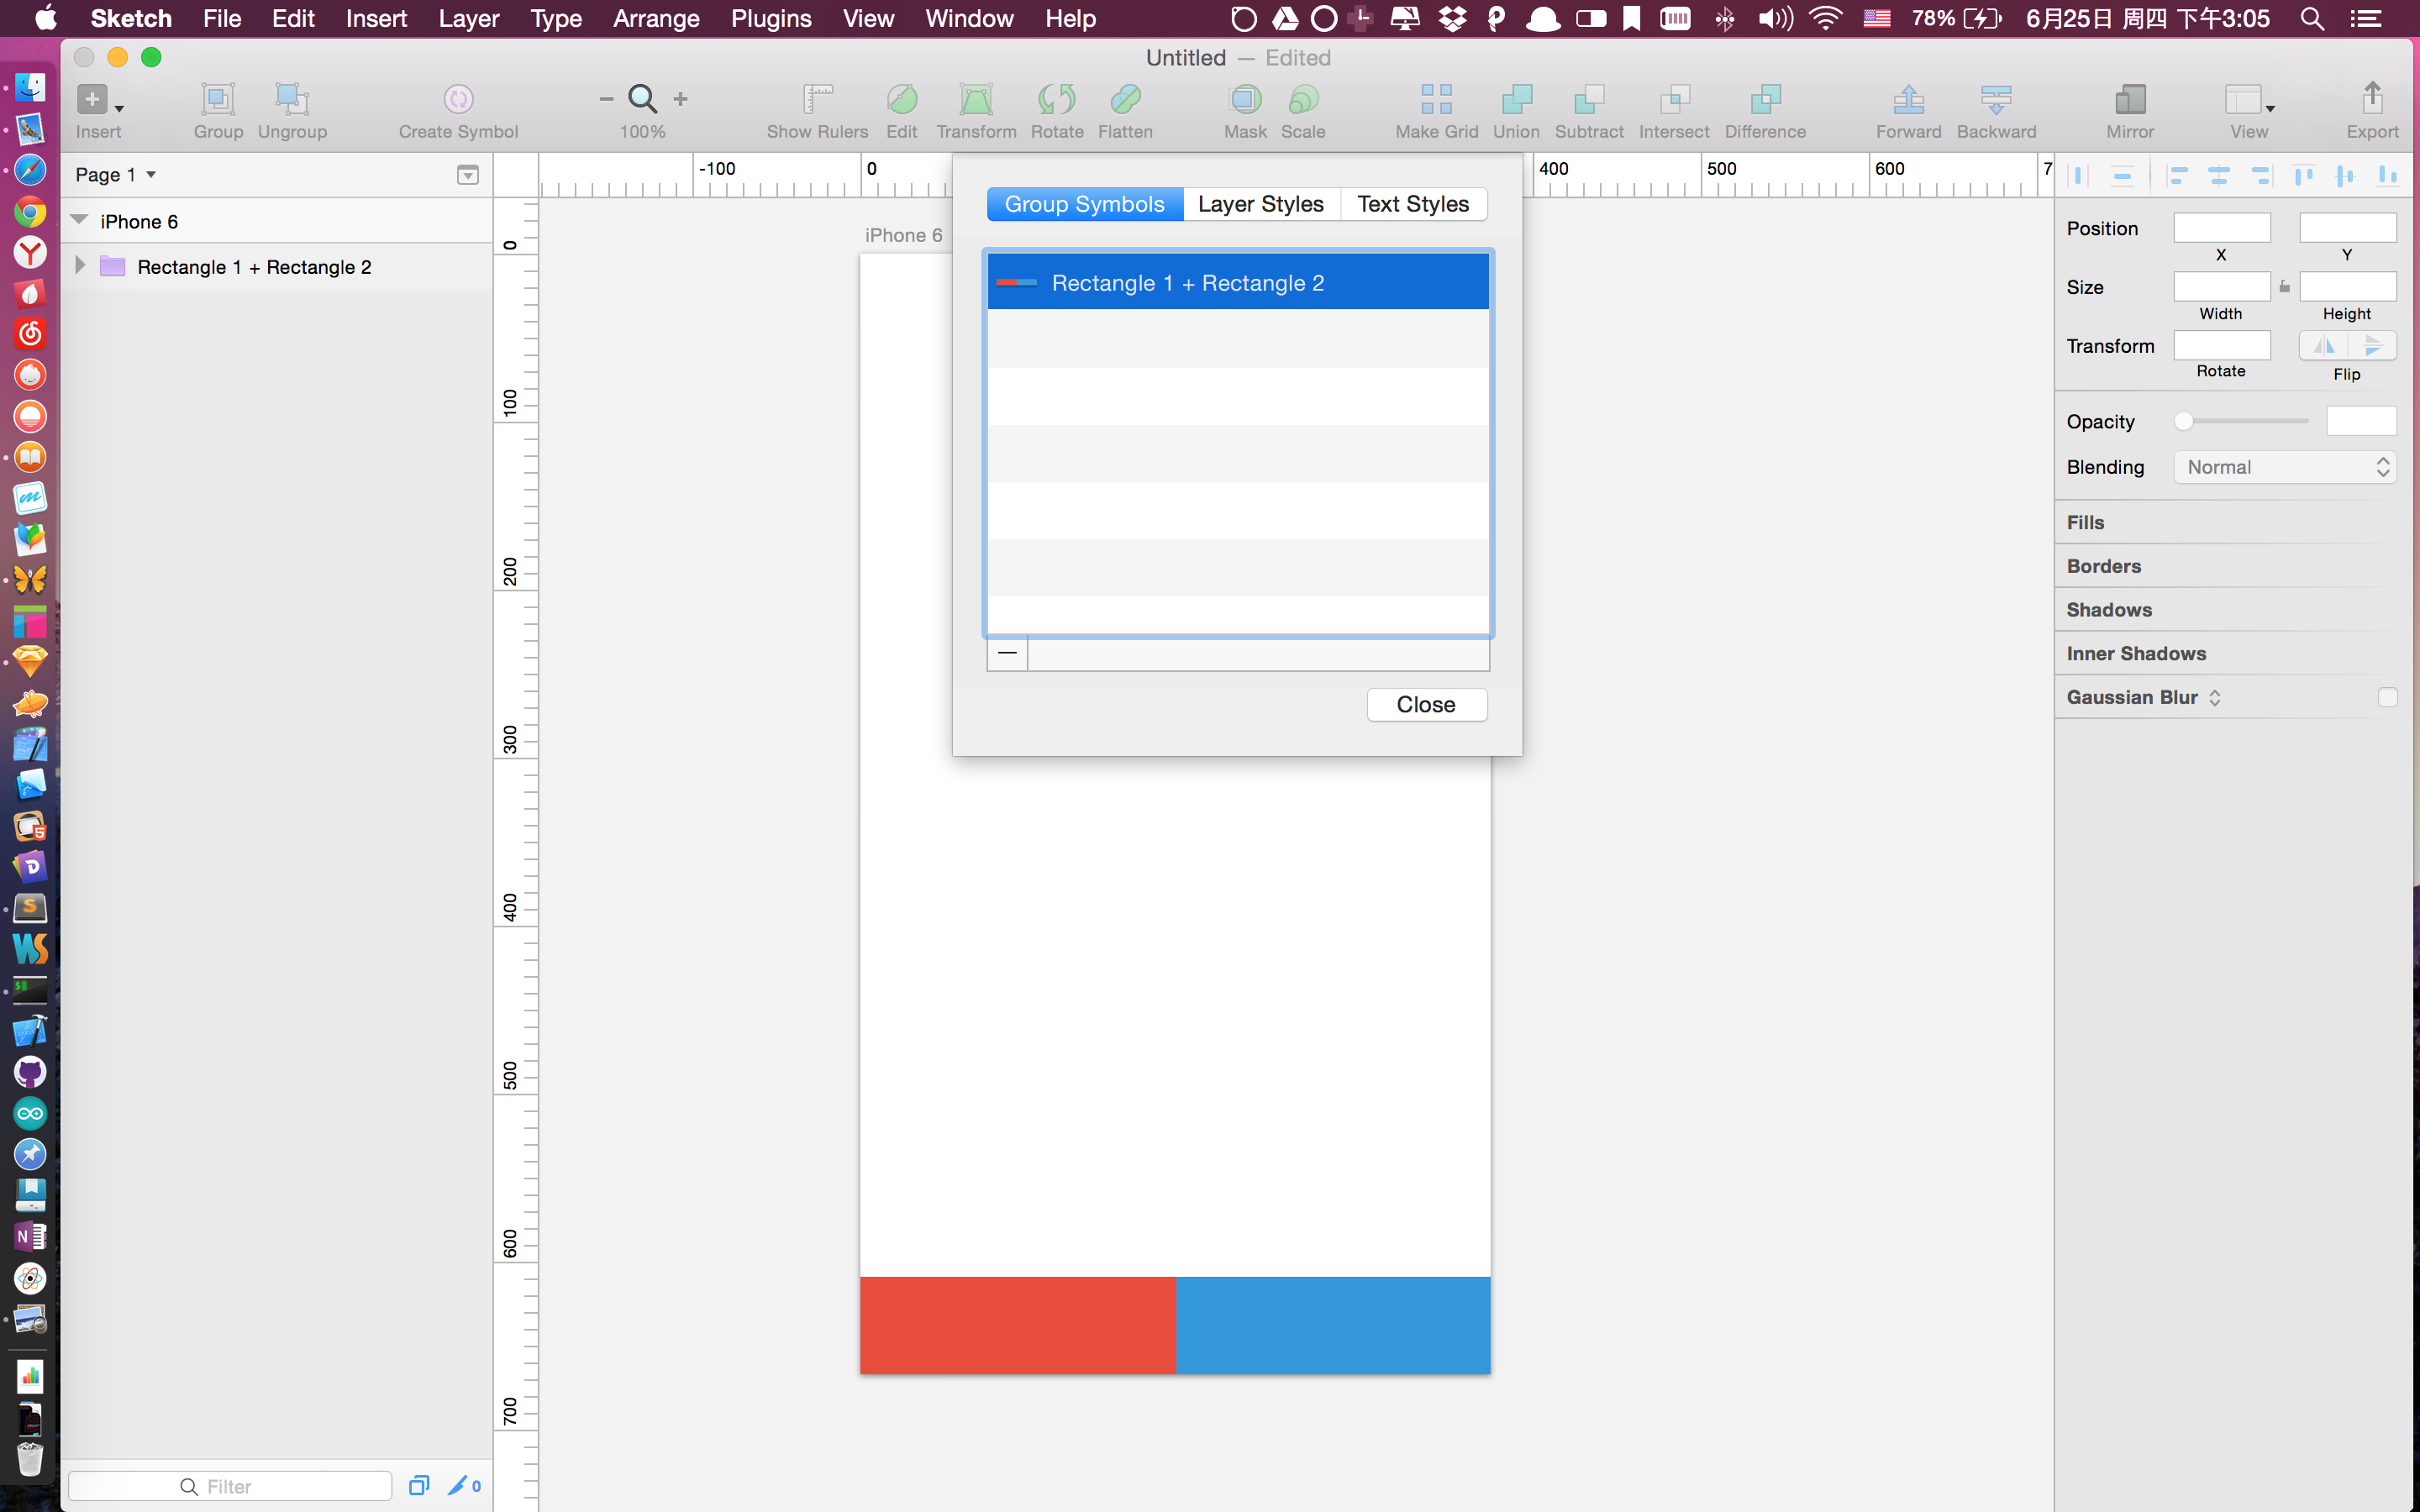 Sketch File Edit Insert Layer Type Arrange Plugins View Window Help 78% 6月25日 周四 下午3:05
Untitled — Edited
Insert Group Ungroup Create Symbol 100% Show Rulers Edit Transform Rotate Flatten Mask Scale Make Grid Union Subtract Intersect Difference Forward Backward Mirror View Export
Page 1
-100 0 400 500 600 7
iPhone 6
Rectangle 1 + Rectangle 2
iPhone 6
0
100
200
300
400
500
600
700
Group Symbols Layer Styles Text Styles
Rectangle 1 + Rectangle 2
Close
Position
X Y
Size
Width Height
Transform
Rotate Flip
Opacity
Blending Normal
Fills
Borders
Shadows
Inner Shadows
Gaussian Blur
Filter 0